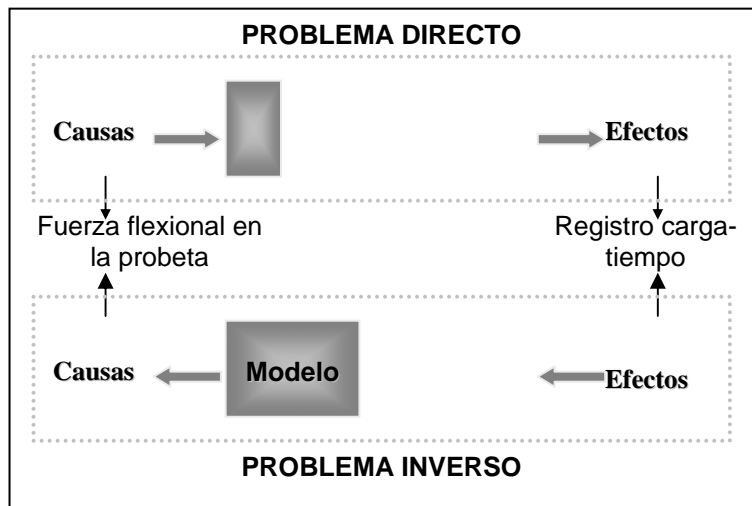 PROBLEMA DIRECTO
Causas
Efectos
Fuerza flexional en
la probeta
Registro carga-
tiempo
Causas
Modelo
Efectos
PROBLEMA INVERSO